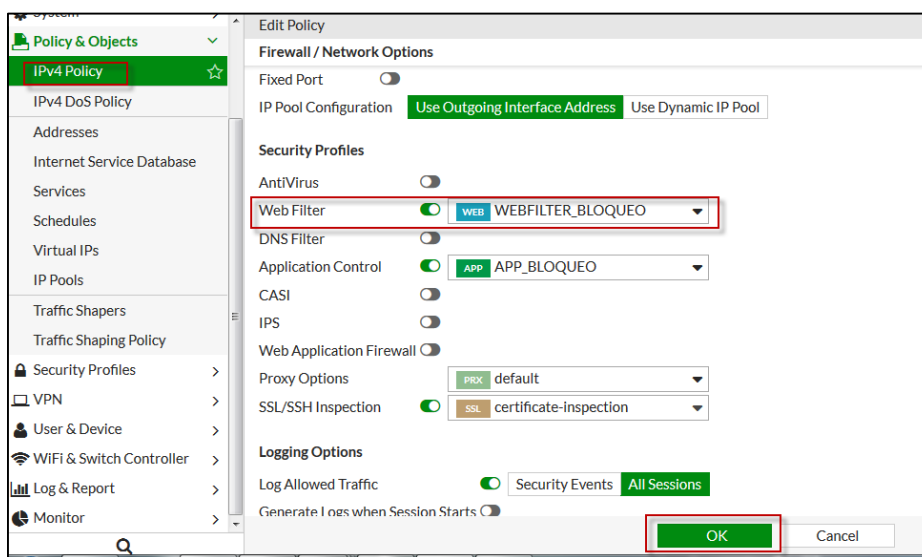 System
Policy & Objects
IPv4 Policy
IPv4 DoS Policy
Addresses
Internet Service Database
Services
Schedules
Virtual IPs
IP Pools
Traffic Shapers
Traffic Shaping Policy
Security Profiles
VPN
User & Device
WiFi & Switch Controller
Log & Report
Monitor
Edit Policy
Firewall / Network Options
Fixed Port
IP Pool Configuration Use Outgoing Interface Address Use Dynamic IP Pool
Security Profiles
AntiVirus
Web Filter WEB WEBFILTER_BLOQUEO
DNS Filter
Application Control APP APP_BLOQUEO
CASI
IPS
Web Application Firewall
Proxy Options PRX default
SSL/SSH Inspection SSL certificate-inspection
Logging Options
Log Allowed Traffic Security Events All Sessions
Generate Logs when Session Starts
OK Cancel